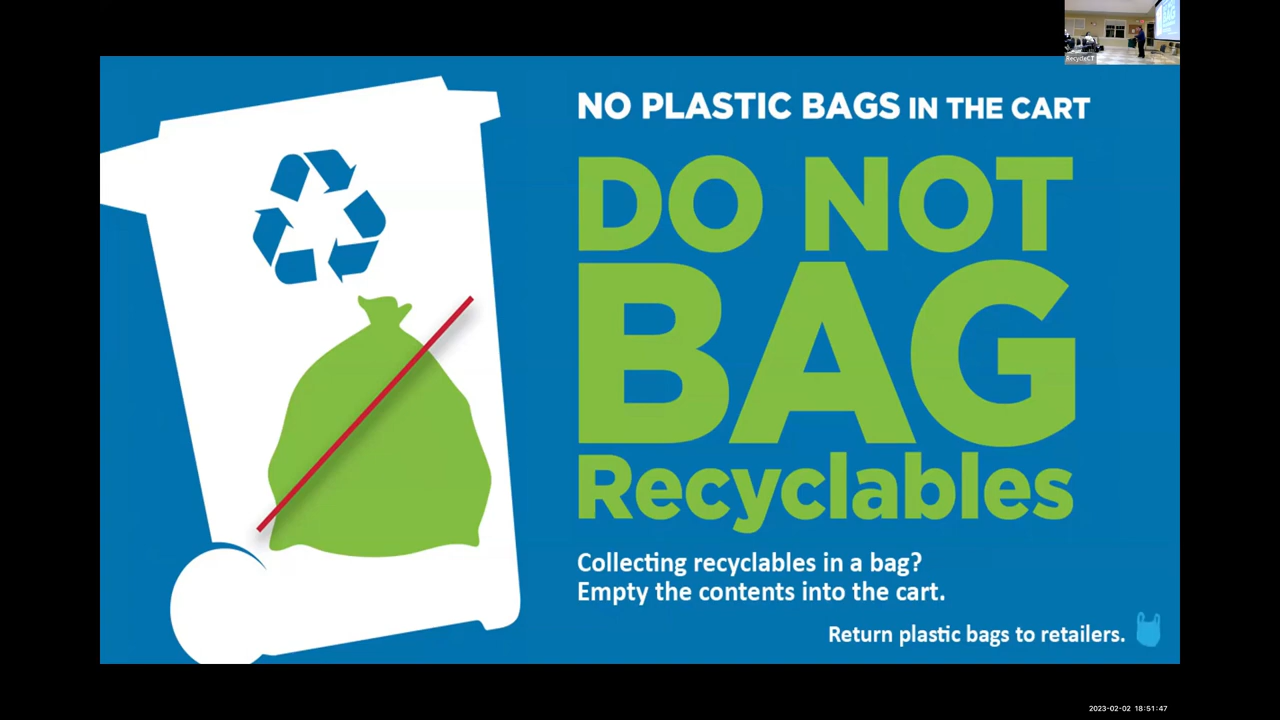 RecycleCT
NO PLASTIC BAGS IN THE CART
DO NOT
BAG
Recyclables
Collecting recyclables in a bag?
Empty the contents into the cart.
Return plastic bags to retailers.
2023-02-02 18:51:47